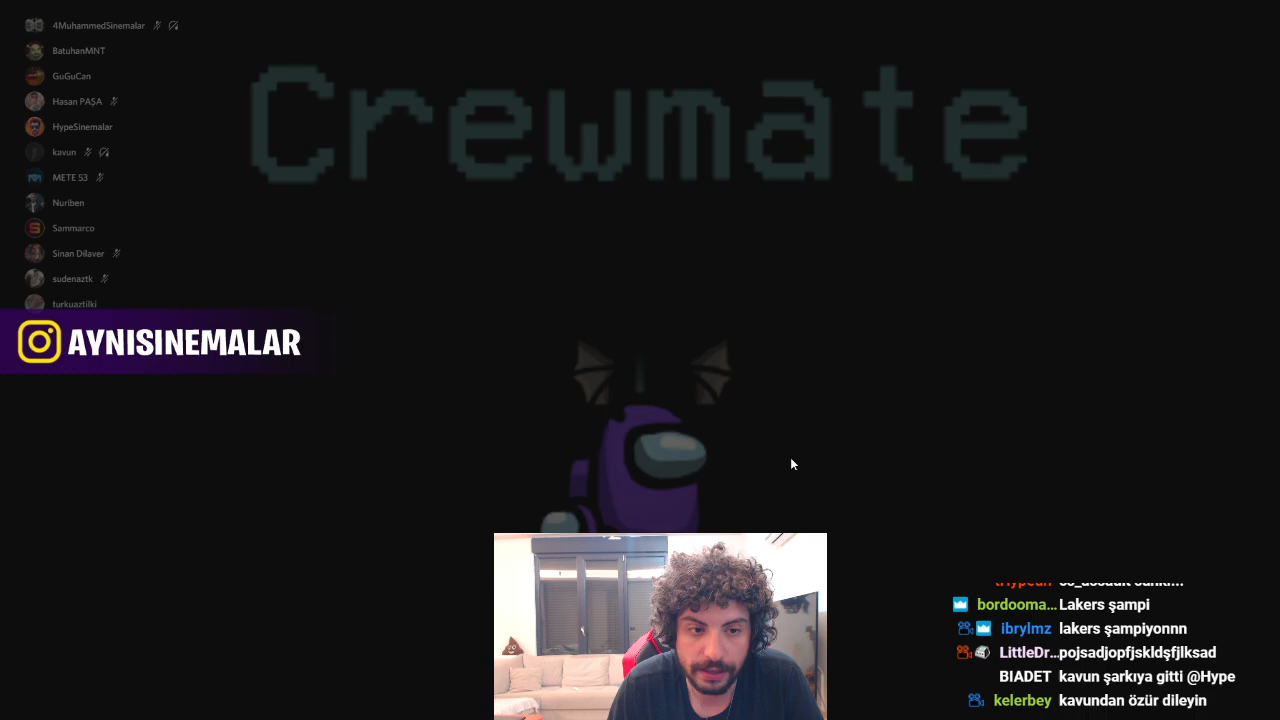 4MuhammedSinemalar
BatuhanMNT
GuGuCan
Hasan PAŞA
HypeSinemalar
kavun
METE 53
Nuriben
Sammarco
Sinan Dilaver
sudenaztk
turkuaztilki
Crewmate
AYNISINEMALAR
bordooma... Lakers şampi
ibrylmz lakers şampiyonnn
LittleDr... pojsadjopfjskldşfjlksad
BIADET kavun şarkıya gitti @Hype
kelerbey kavundan özür dileyin